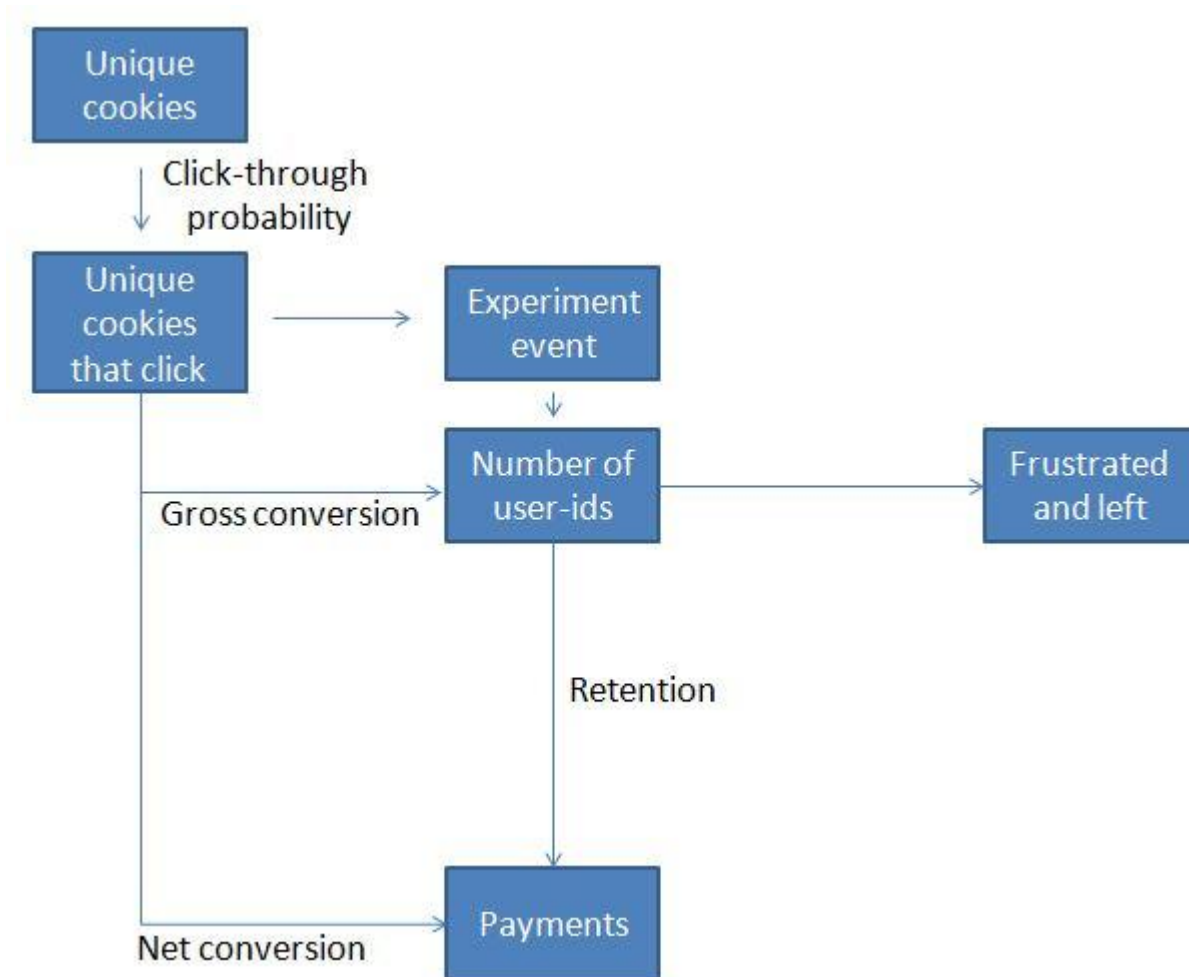 Unique
cookies
Click-through
probability
Unique
cookies
that click
Experiment
event
Number of
user-ids
Frustrated
and left
Gross conversion
Retention
Payments
Net conversion